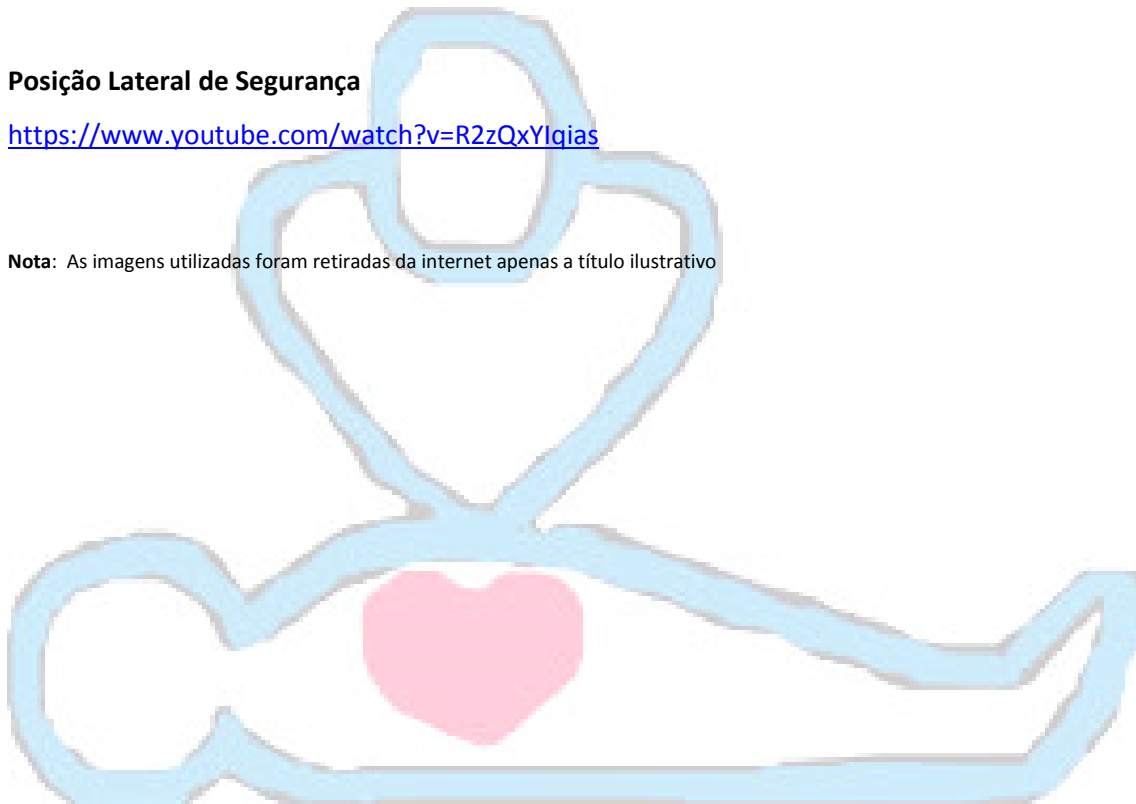 Posição Lateral de Segurança
https://www.youtube.com/watch?v=R2zQxYIqias
Nota: As imagens utilizadas foram retiradas da internet apenas a título ilustrativo